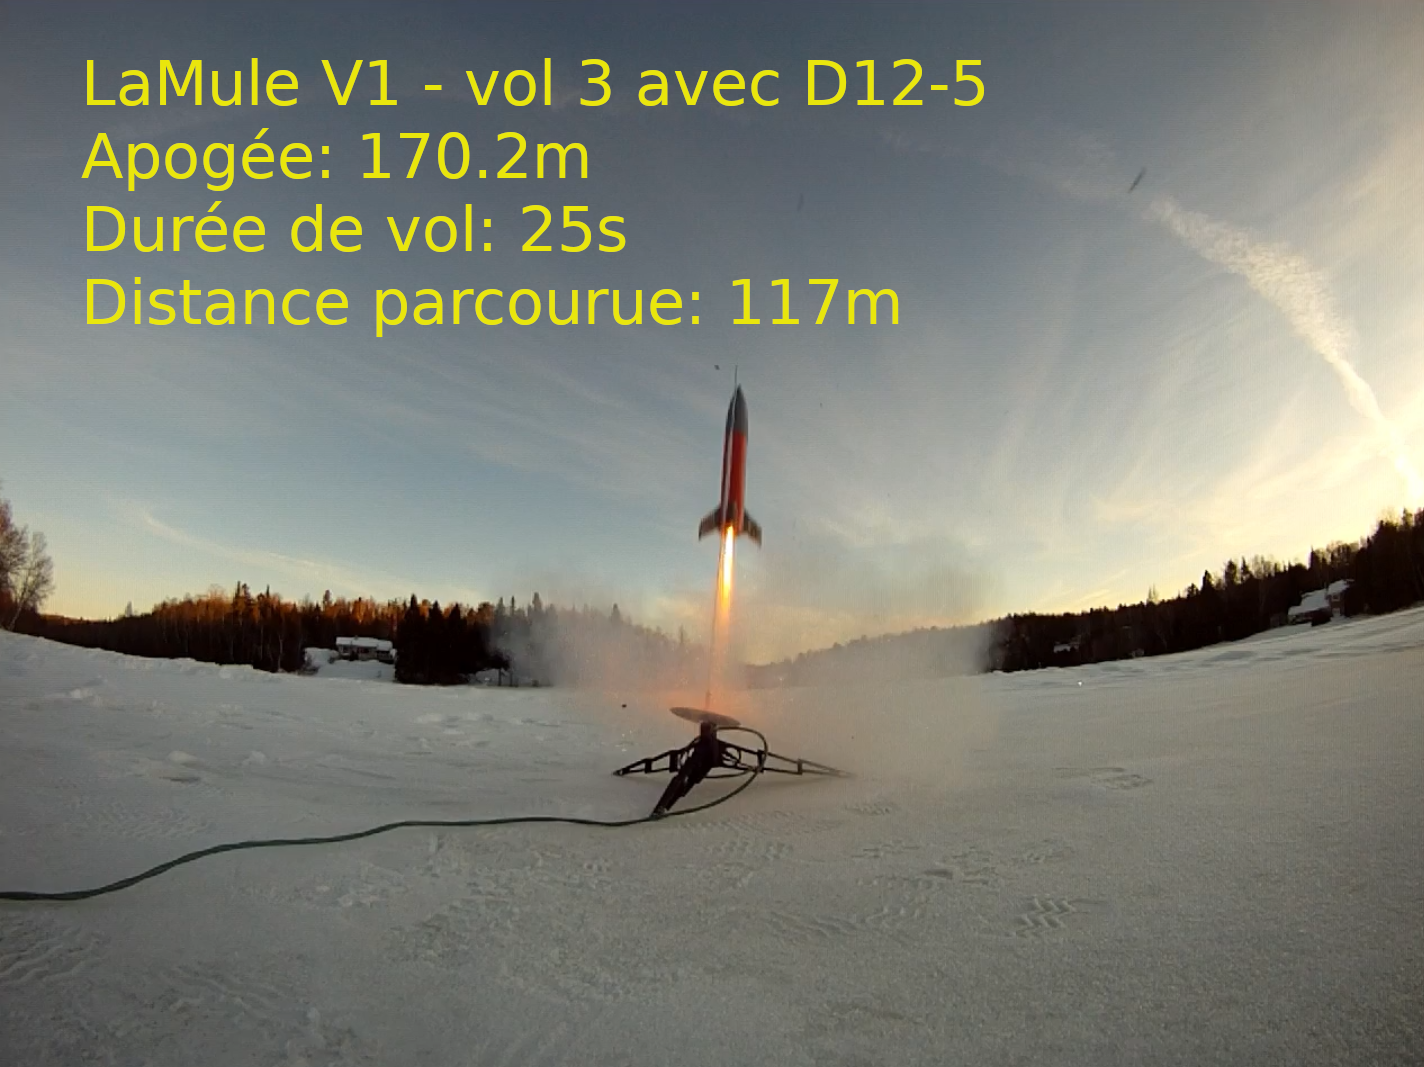 LaMule V1 - vol 3 avec D12-5
Apogée: 170.2m
Durée de vol: 25s
Distance parcourue: 117m